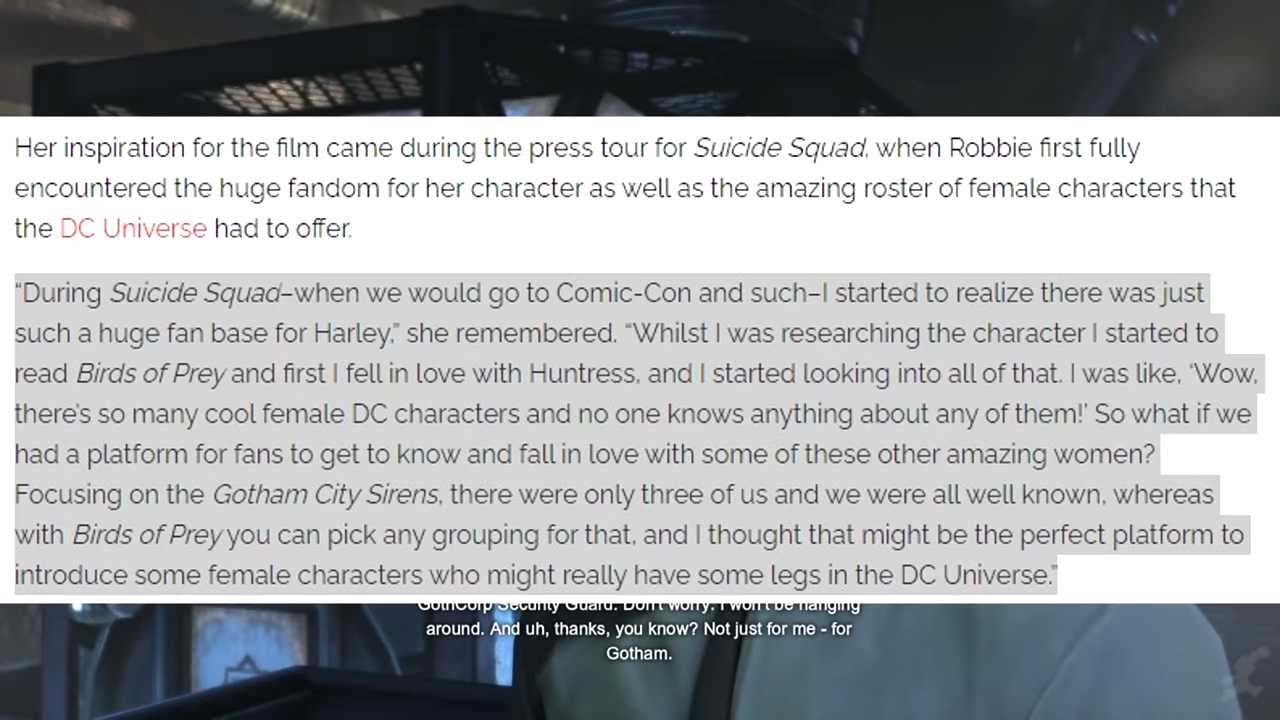 Her inspiration for the film came during the press tour for Suicide Squad, when Robbie first fully
encountered the huge fandom for her character as well as the amazing roster of female characters that
the DC Universe had to offer.
“During Suicide Squad–when we would go to Comic-Con and such–I started to realize there was just
such a huge fan base for Harley,” she remembered. “Whilst I was researching the character I started to
read Birds of Prey and first I fell in love with Huntress, and I started looking into all of that. I was like, ‘Wow,
there’s so many cool female DC characters and no one knows anything about any of them!’ So what if we
had a platform for fans to get to know and fall in love with some of these other amazing women?
Focusing on the Gotham City Sirens, there were only three of us and we were all well known, whereas
with Birds of Prey you can pick any grouping for that, and I thought that might be the perfect platform to
introduce some female characters who might really have some legs in the DC Universe.”
GothCorp Security Guard: Don't worry. I won't be hanging
around. And uh, thanks, you know? Not just for me - for
Gotham.